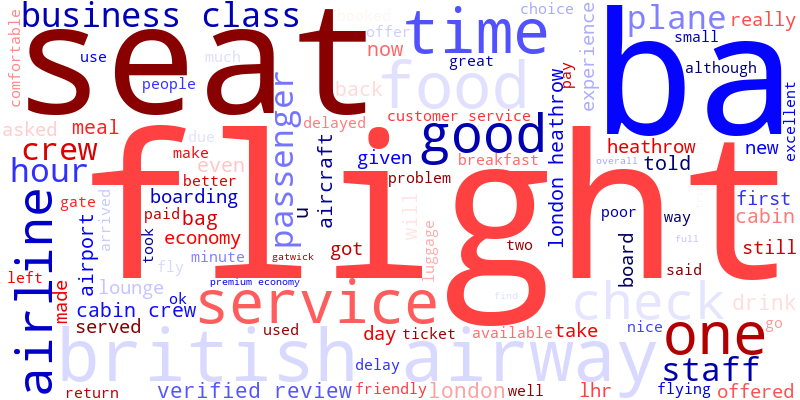 business class
booked
choice
comfortable
seat
offer
time
experience
plane
really
now
small
use
people
great
ba
although
much
back
food
pay
asked
meal
delayed
customer service
good
london heathrow
excellent
crew
due
passenger
heathrow
new
make
even
given
breakfast
overall
told
hour
better
aircraft
problem
flight
boarding
gate
paid
bag
u
will
poor
way
first
cabin
airline
airport
arrived
took
economy
got
luggage
two
board
said
still
minute
gatwick
full
fly
left
made
lounge
premium economy
ok
find
check
drink
cabin crew
service
served
used
day
ticket
available
take
nice
one
go
british airway
delay
staff
return
verified review
friendly
london
well
lhr
flying
offered